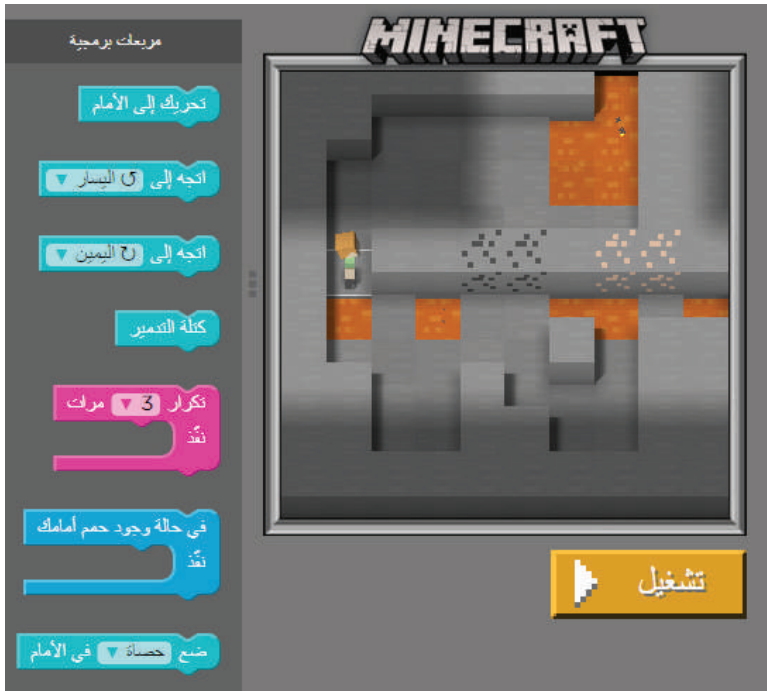 MINECRAFT
مربعات برمجية
تحريك إلى الأمام
اتجه إلى ↺ اليسار ▼
اتجه إلى ↻ اليمين ▼
كتلة التدمير
تكرار 3 ▼ مرات
نفّذ
في حالة وجود حمم أمامك
نفّذ
ضع حصاة ▼ في الأمام
تشغيل